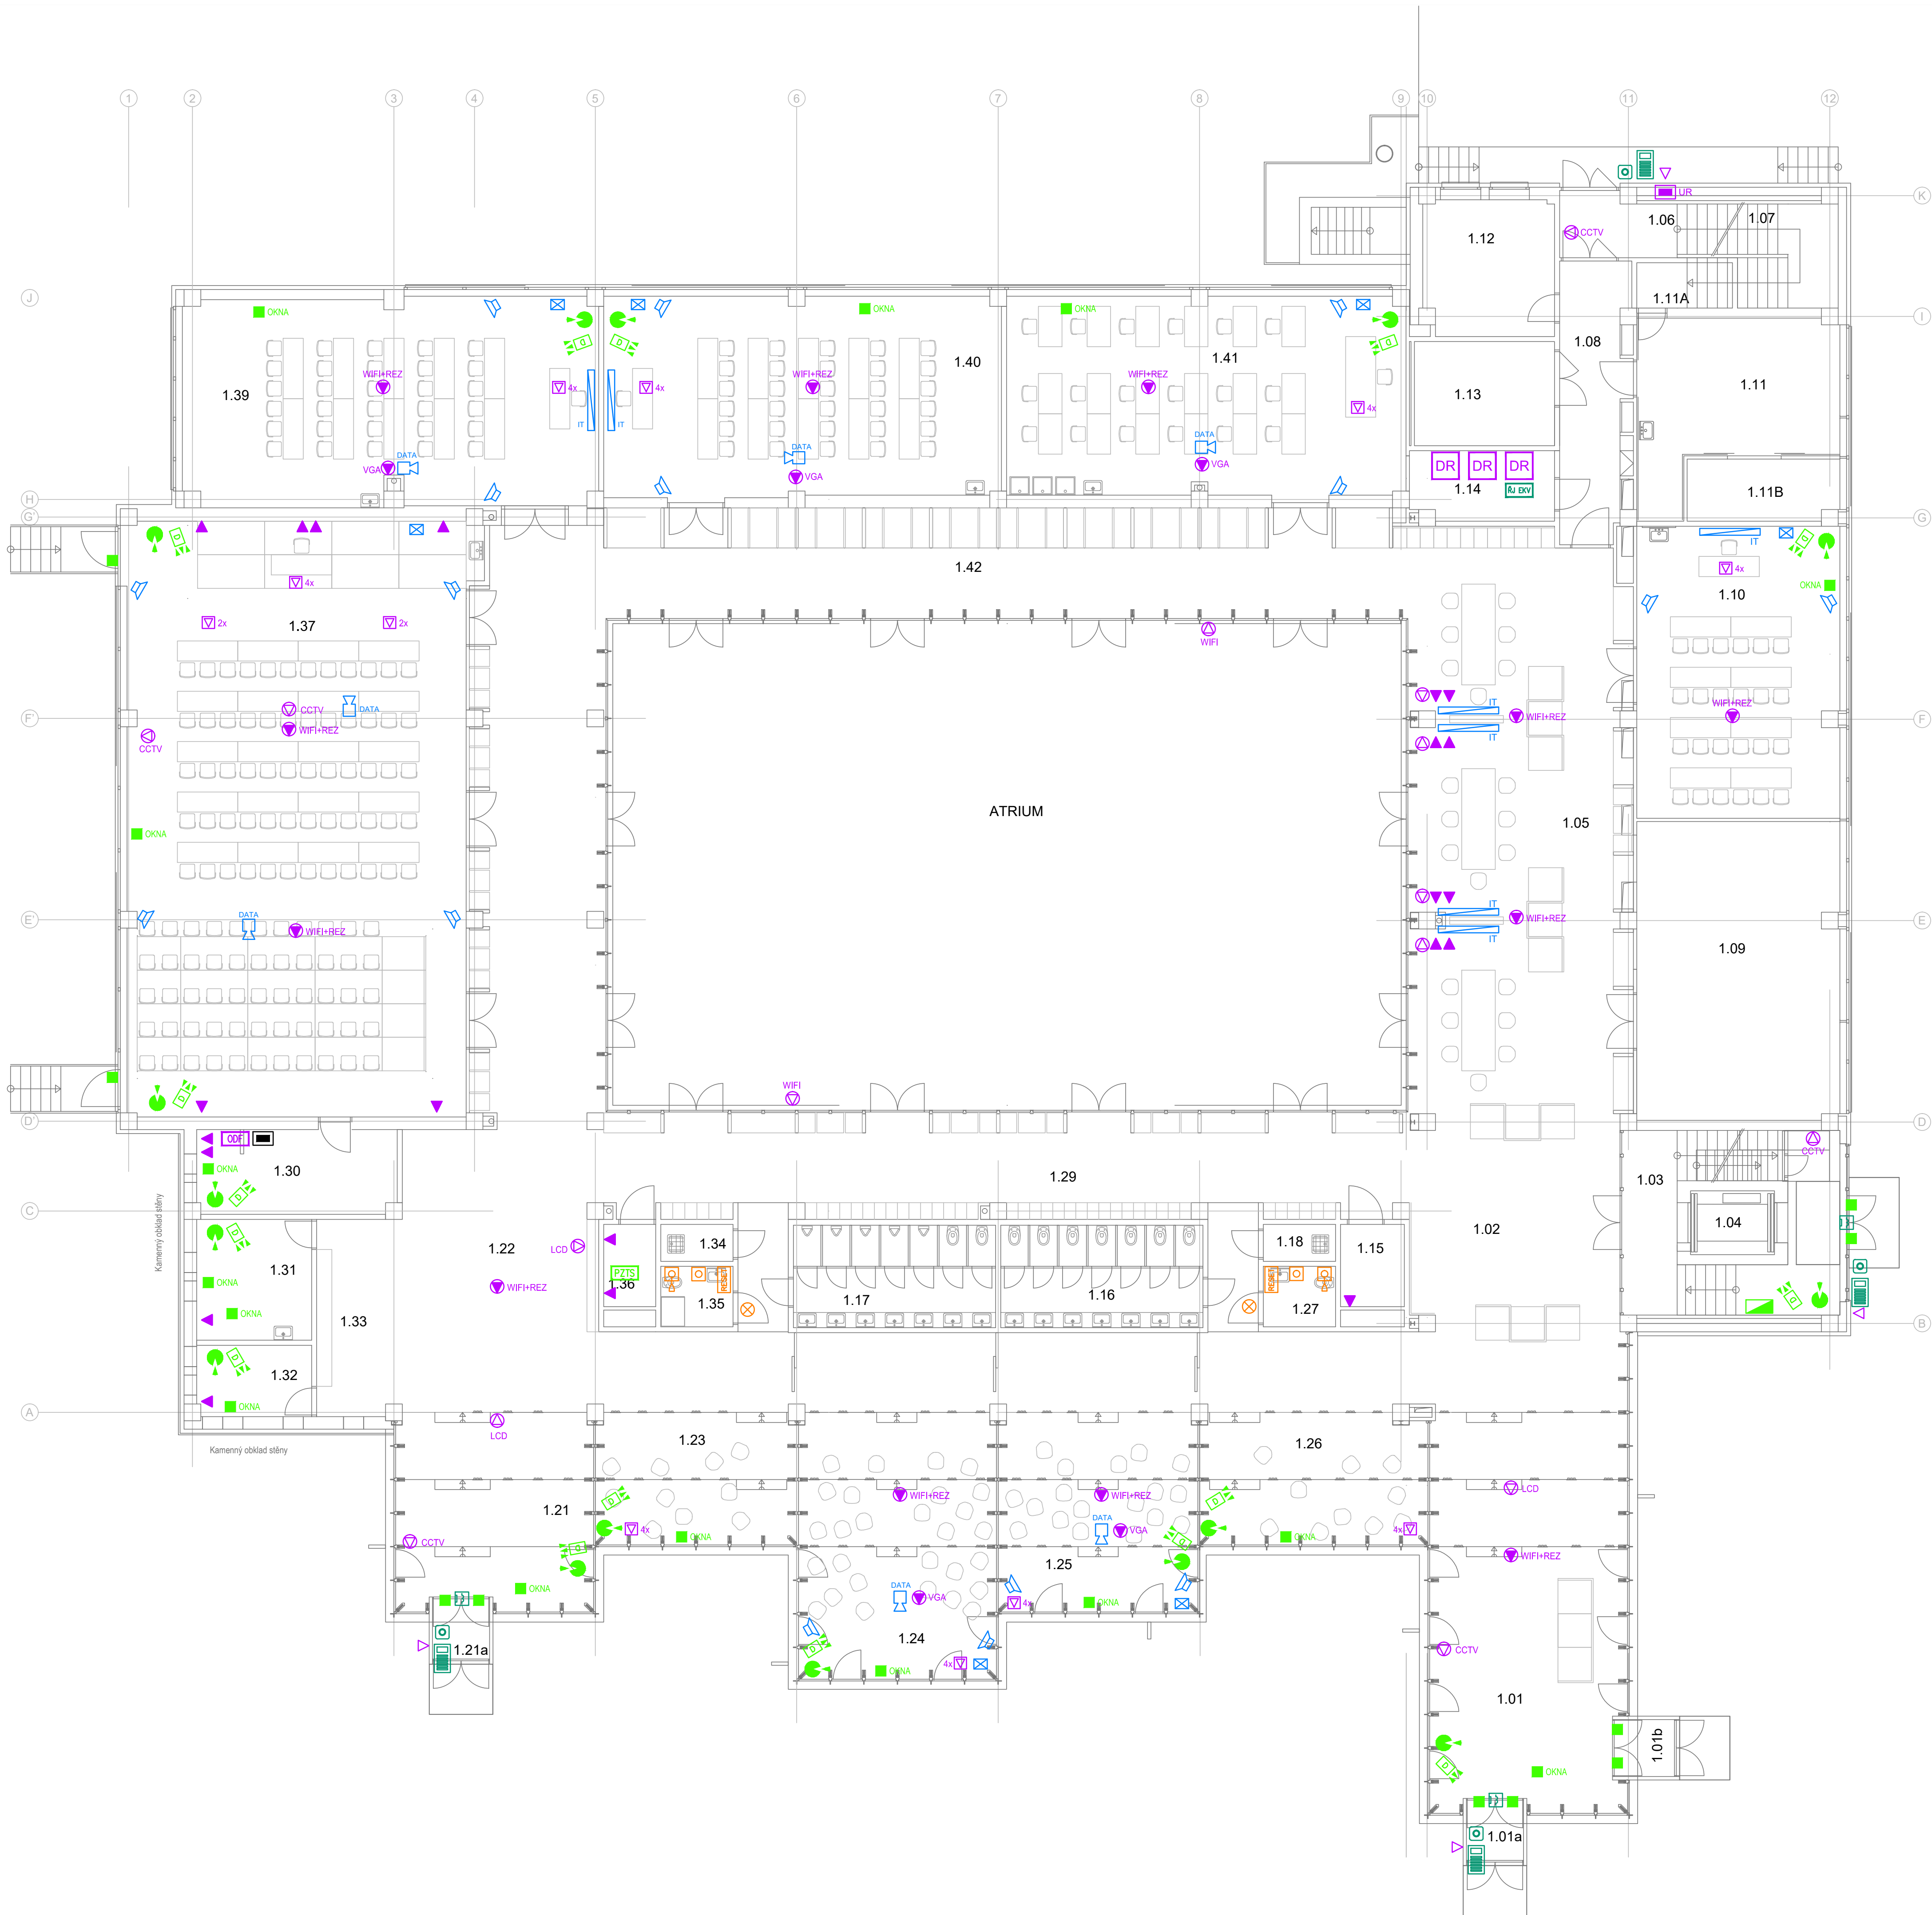 1 2 3 4 5 6 7 8 9 10 11 12
K
UR
1.06 1.07
CCTV
1.12
J
1.11A
OKNA OKNA OKNA
I
1.08
1.40 1.41
WIFI+REZ WIFI+REZ WIFI+REZ
1.39 4x 4x 1.13 1.11
4x
IT IT
DATA DATA DATA
VGA VGA VGA
DR DR DR
1.14 ŘJ EKV 1.11B
H
G' G
D
IT
1.42 4x
4x OKNA
1.10
2x 1.37 2x
WIFI
CCTV DATA
F' WIFI+REZ IT WIFI+REZ WIFI+REZ F
CCTV IT
ATRIUM
1.05
OKNA
IT
E' DATA WIFI+REZ WIFI+REZ E
IT
1.09
WIFI
D
D' D
ODF
CCTV
OKNA 1.30 1.29 1.03
D
Kamenný obklad stěny
C
1.04
1.02
D 1.22 LCD 1.34 1.18 1.15
1.31
PZTS
OKNA WIFI+REZ 1.36 RESET RESET
1.35 1.17 1.16 1.27
OKNA 1.33 D
B
D
1.32
OKNA
A
LCD
Kamenný obklad stěny
1.23 1.26
WIFI+REZ WIFI+REZ LCD
D D
1.21
4x DATA VGA 4x
CCTV OKNA OKNA
D D
WIFI+REZ
1.25
OKNA DATA VGA 4x OKNA
1.24
1.21a D CCTV
4x
OKNA
1.01
1.01b
D OKNA
1.01a